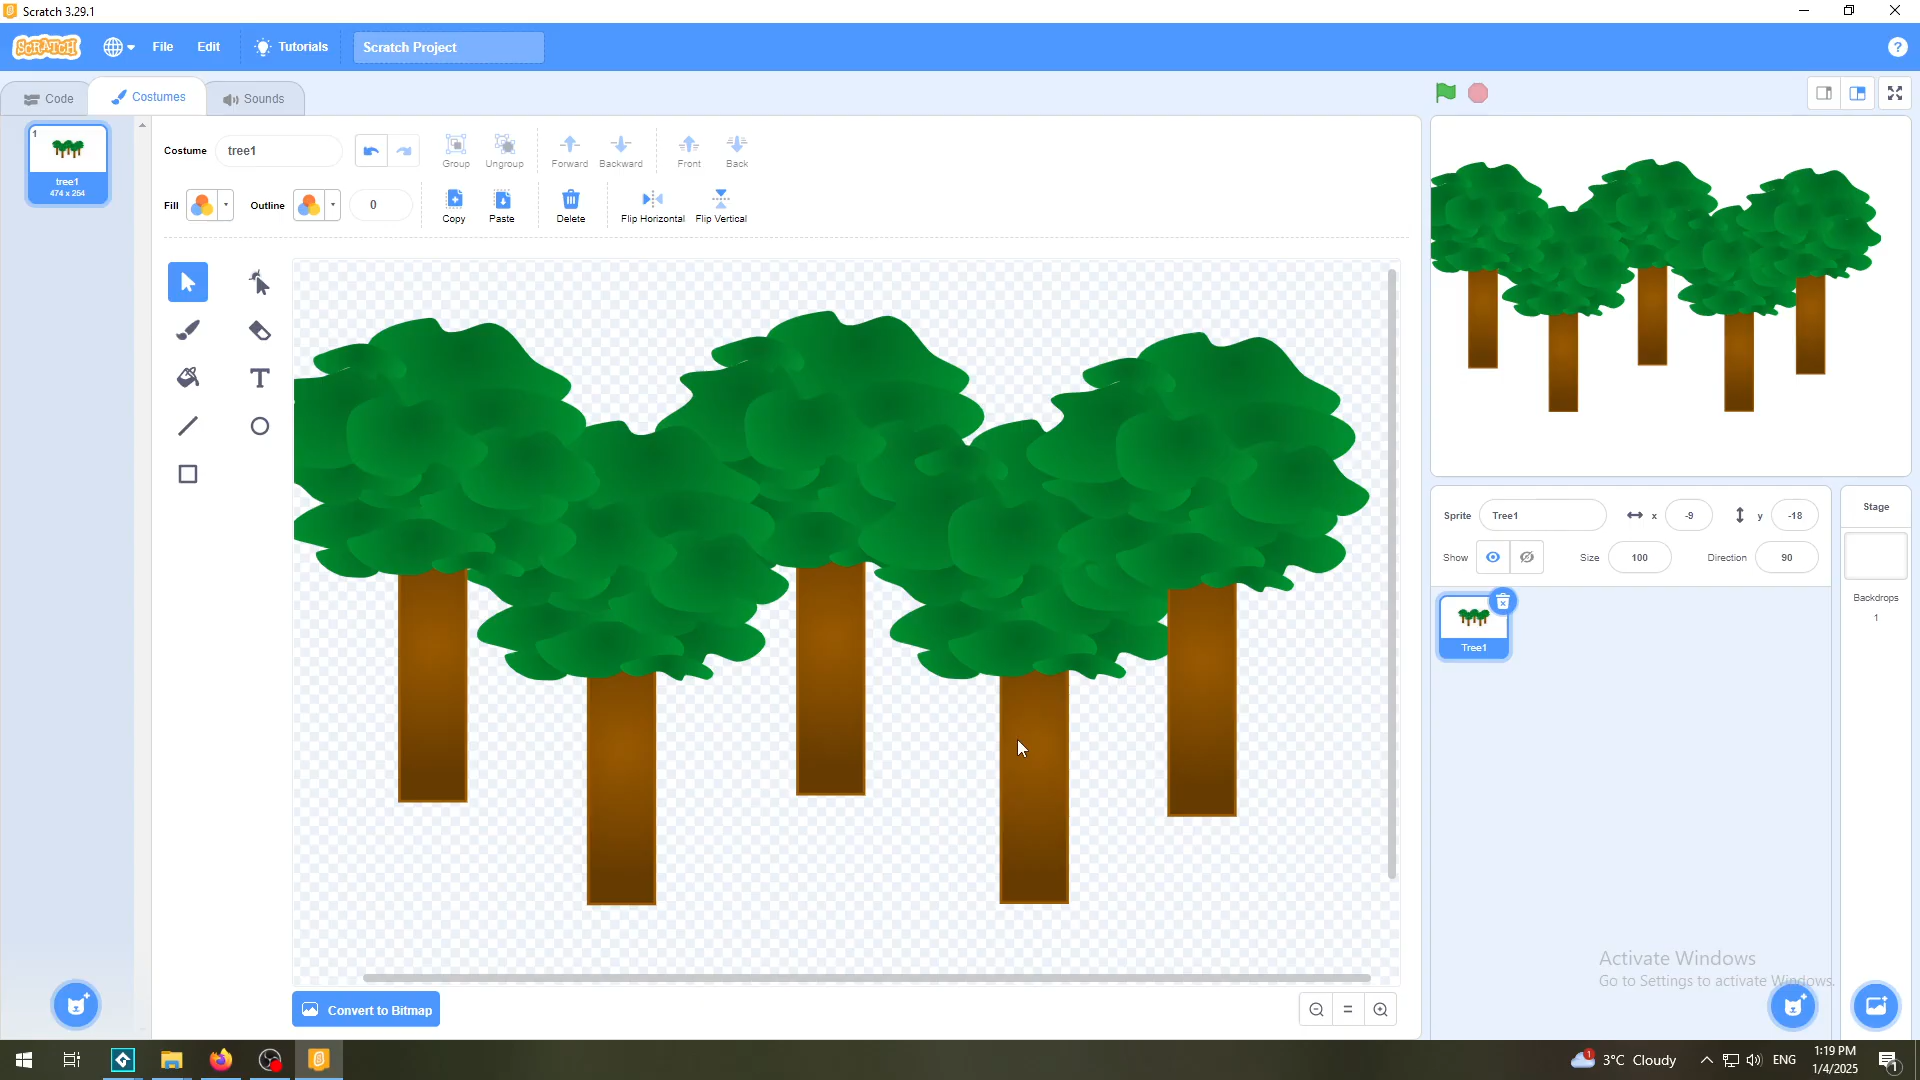 Scratch 3.29.1
SCRATCH
File
Edit
Tutorials
Scratch Project
Code
Costumes
Sounds
1
tree1
474 x 254
Costume
tree1
Group
Ungroup
Forward
Backward
Front
Back
Fill
Outline
0
Copy
Paste
Delete
Flip Horizontal
Flip Vertical
T
Convert to Bitmap
Sprite
Tree1
x
-9
y
-18
Show
Size
100
Direction
90
Tree1
Stage
Backdrops
1
Activate Windows
Go to Settings to activate Windows.
1
3°C Cloudy
ENG
1:19 PM
1/4/2025
1